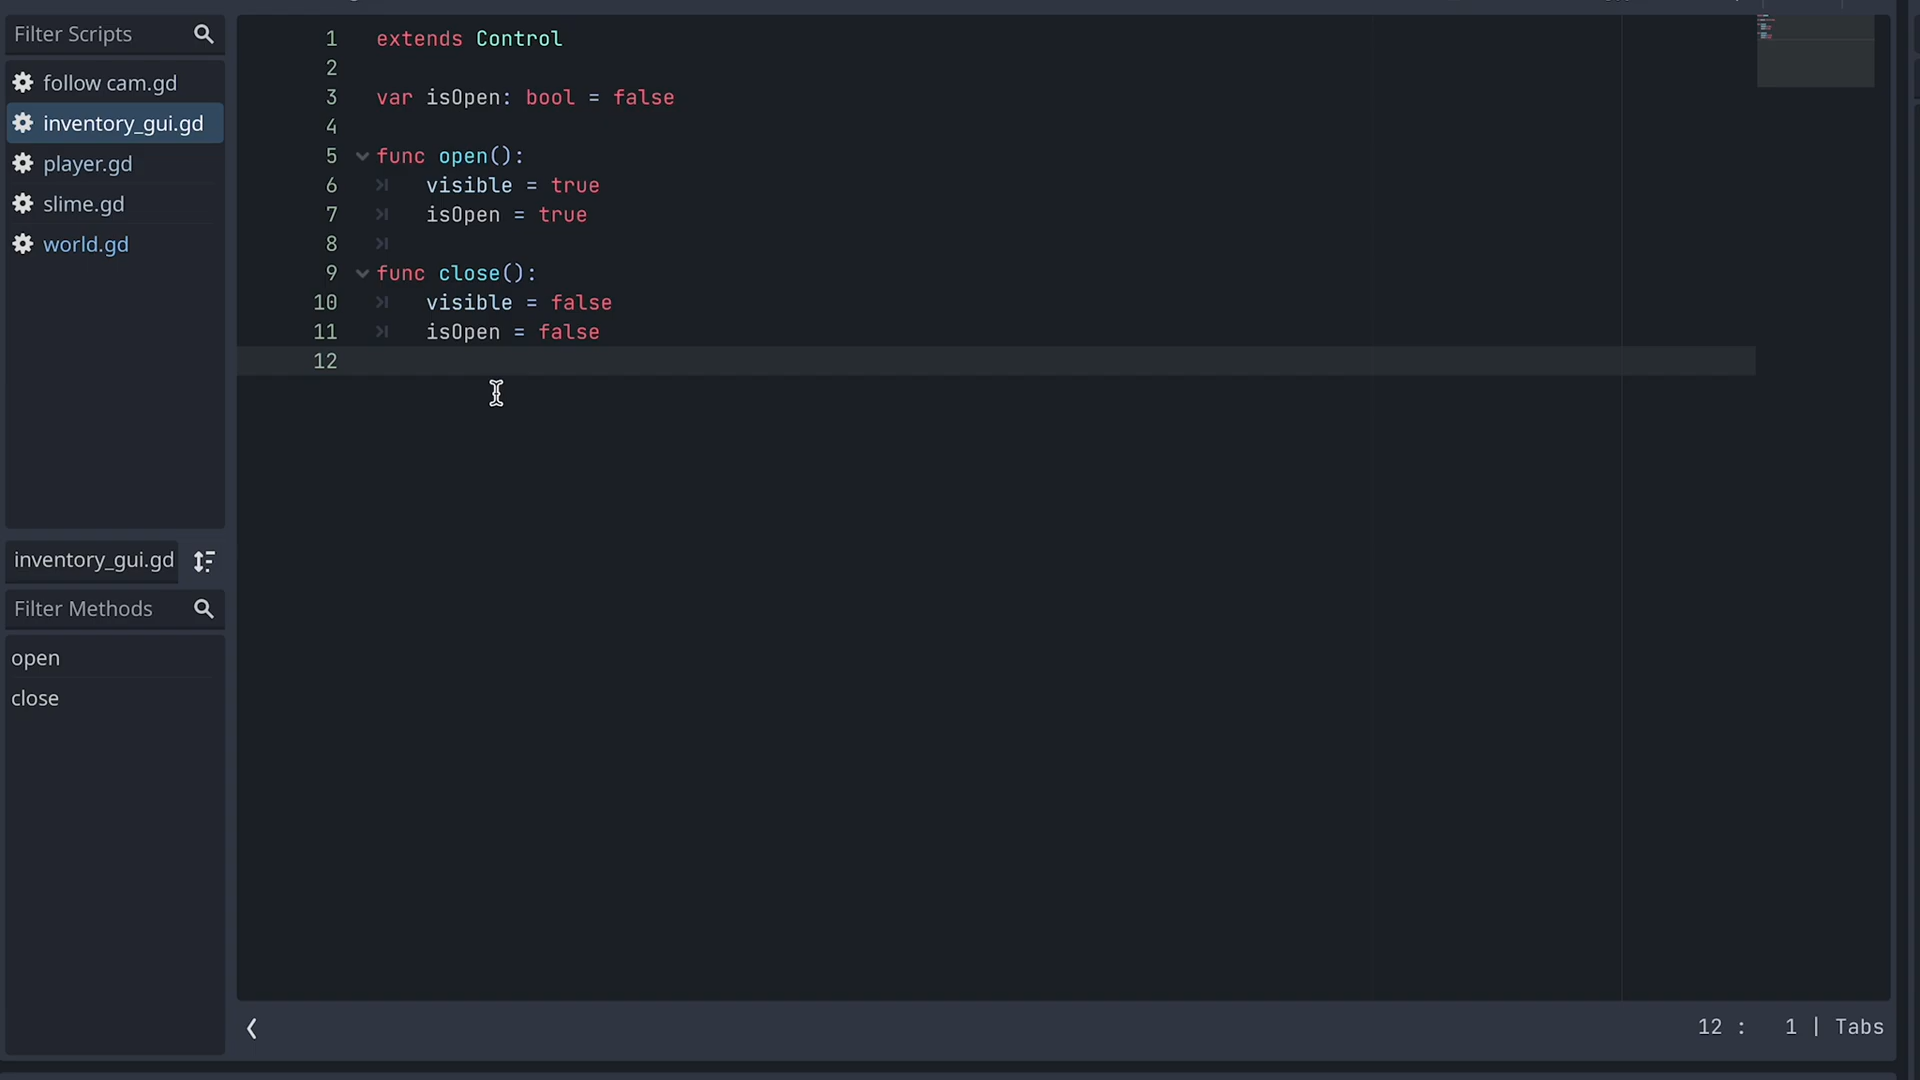 Filter Scripts
follow cam.gd
inventory_gui.gd
player.gd
slime.gd
world.gd
inventory_gui.gd
Filter Methods
open
close
1 extends Control
2
3 var isOpen: bool = false
4
5 func open():
6 visible = true
7 isOpen = true
8
9 func close():
10 visible = false
11 isOpen = false
12
12 : 1 | Tabs